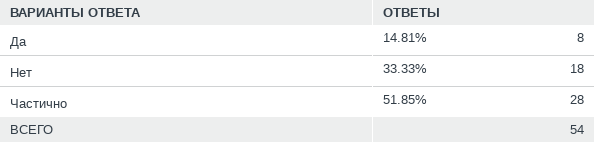 ВАРИАНТЫ ОТВЕТА ОТВЕТЫ
Да 14.81% 8
Нет 33.33% 18
Частично 51.85% 28
ВСЕГО 54